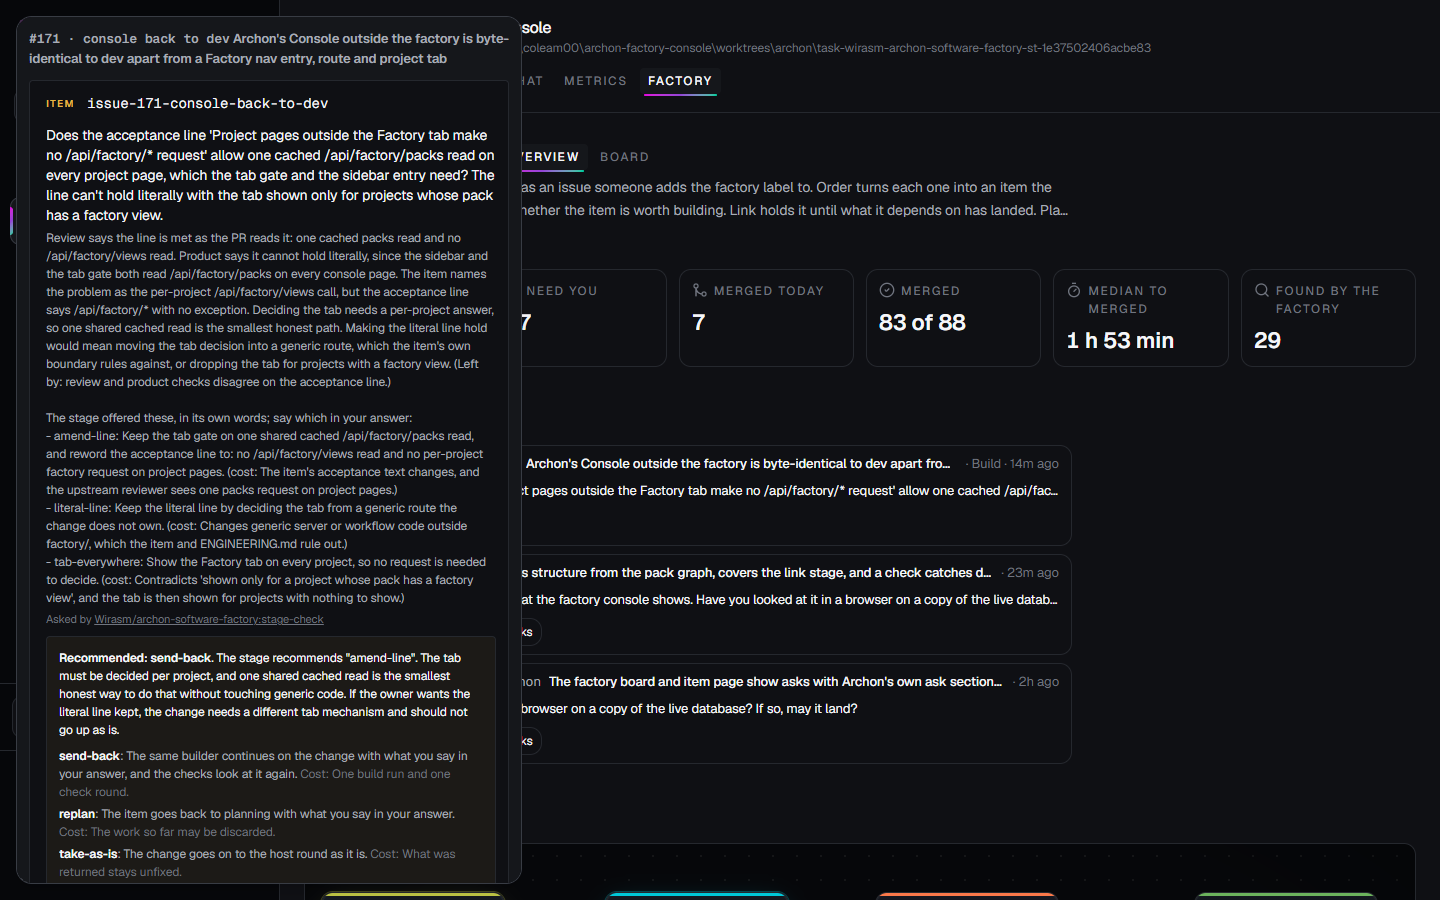 #171 · console back to dev Archon's Console outside the factory is byte-
identical to dev apart from a Factory nav entry, route and project tab
ITEM issue-171-console-back-to-dev
Does the acceptance line 'Project pages outside the Factory tab make
no /api/factory/* request' allow one cached /api/factory/packs read on
every project page, which the tab gate and the sidebar entry need? The
line can't hold literally with the tab shown only for projects whose pack
has a factory view.
Review says the line is met as the PR reads it: one cached packs read and no
/api/factory/views read. Product says it cannot hold literally, since the sidebar and
the tab gate both read /api/factory/packs on every console page. The item names
the problem as the per-project /api/factory/views call, but the acceptance line
says /api/factory/* with no exception. Deciding the tab needs a per-project answer,
so one shared cached read is the smallest honest path. Making the literal line hold
would mean moving the tab decision into a generic route, which the item's own
boundary rules against, or dropping the tab for projects with a factory view. (Left
by: review and product checks disagree on the acceptance line.)
The stage offered these, in its own words; say which in your answer:
- amend-line: Keep the tab gate on one shared cached /api/factory/packs read,
and reword the acceptance line to: no /api/factory/views read and no per-project
factory request on project pages. (cost: The item's acceptance text changes, and
the upstream reviewer sees one packs request on project pages.)
- literal-line: Keep the literal line by deciding the tab from a generic route the
change does not own. (cost: Changes generic server or workflow code outside
factory/, which the item and ENGINEERING.md rule out.)
- tab-everywhere: Show the Factory tab on every project, so no request is needed
to decide. (cost: Contradicts 'shown only for a project whose pack has a factory
view', and the tab is then shown for projects with nothing to show.)
Asked by Wirasm/archon-software-factory:stage-check
Recommended: send-back. The stage recommends "amend-line". The tab
must be decided per project, and one shared cached read is the smallest
honest way to do that without touching generic code. If the owner wants the
literal line kept, the change needs a different tab mechanism and should not
go up as is.
send-back: The same builder continues on the change with what you say in
your answer, and the checks look at it again. Cost: One build run and one
check round.
replan: The item goes back to planning with what you say in your answer.
Cost: The work so far may be discarded.
take-as-is: The change goes on to the host round as it is. Cost: What was
returned stays unfixed.
sole
.coleam00\archon-factory-console\worktrees\archon\task-wirasm-archon-software-factory-st-1e37502406acbe83
HAT METRICS FACTORY
VERVIEW BOARD
as an issue someone adds the factory label to. Order turns each one into an item the
hether the item is worth building. Link holds it until what it depends on has landed. Pla...
NEED YOU
7
MERGED TODAY
7
MERGED
83 of 88
MEDIAN TO
MERGED
1 h 53 min
FOUND BY THE
FACTORY
29
Archon's Console outside the factory is byte-identical to dev apart fro... · Build · 14m ago
ct pages outside the Factory tab make no /api/factory/* request' allow one cached /api/fac...
s structure from the pack graph, covers the link stage, and a check catches d... · 23m ago
at the factory console shows. Have you looked at it in a browser on a copy of the live datab...
ks
on The factory board and item page show asks with Archon's own ask section... · 2h ago
browser on a copy of the live database? If so, may it land?
ks